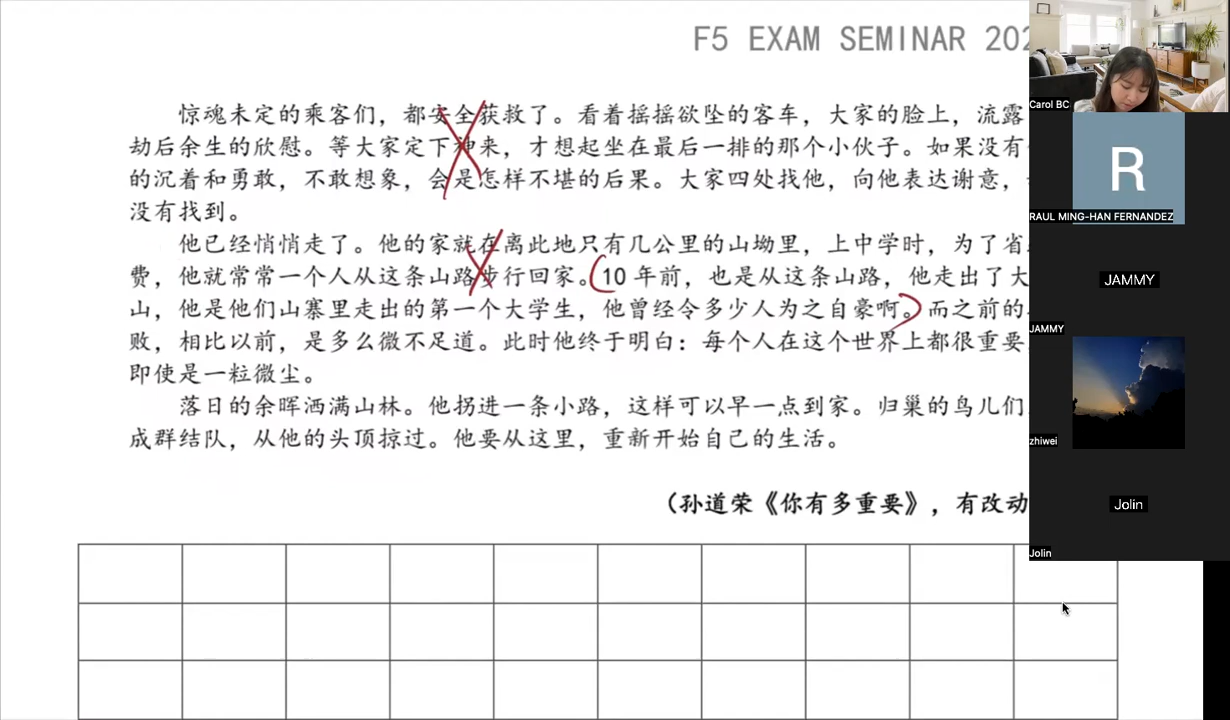 F5 EXAM SEMINAR 202
惊魂未定的乘客们，都安全获救了。看着摇摇欲坠的客车，大家的脸上，流露
劫后余生的欣慰。等大家定下神来，才想起坐在最后一排的那个小伙子。如果没有
的沉着和勇敢，不敢想象，会是怎样不堪的后果。大家四处找他，向他表达谢意，
没有找到。
他已经悄悄走了。他的家就在离此地只有几公里的山坳里，上中学时，为了省
费，他就常常一个人从这条山路步行回家。10 年前，也是从这条山路，他走出了大
山，他是他们山寨里走出的第一个大学生，他曾经令多少人为之自豪啊。而之前的
败，相比以前，是多么微不足道。此时他终于明白：每个人在这个世界上都很重要
即使是一粒微尘。
落日的余晖洒满山林。他拐进一条小路，这样可以早一点到家。归巢的鸟儿们
成群结队，从他的头顶掠过。他要从这里，重新开始自己的生活。
（孙道荣《你有多重要》，有改动
Carol BC
R
RAUL MING-HAN FERNANDEZ
JAMMY
JAMMY
zhiwei
Jolin
Jolin